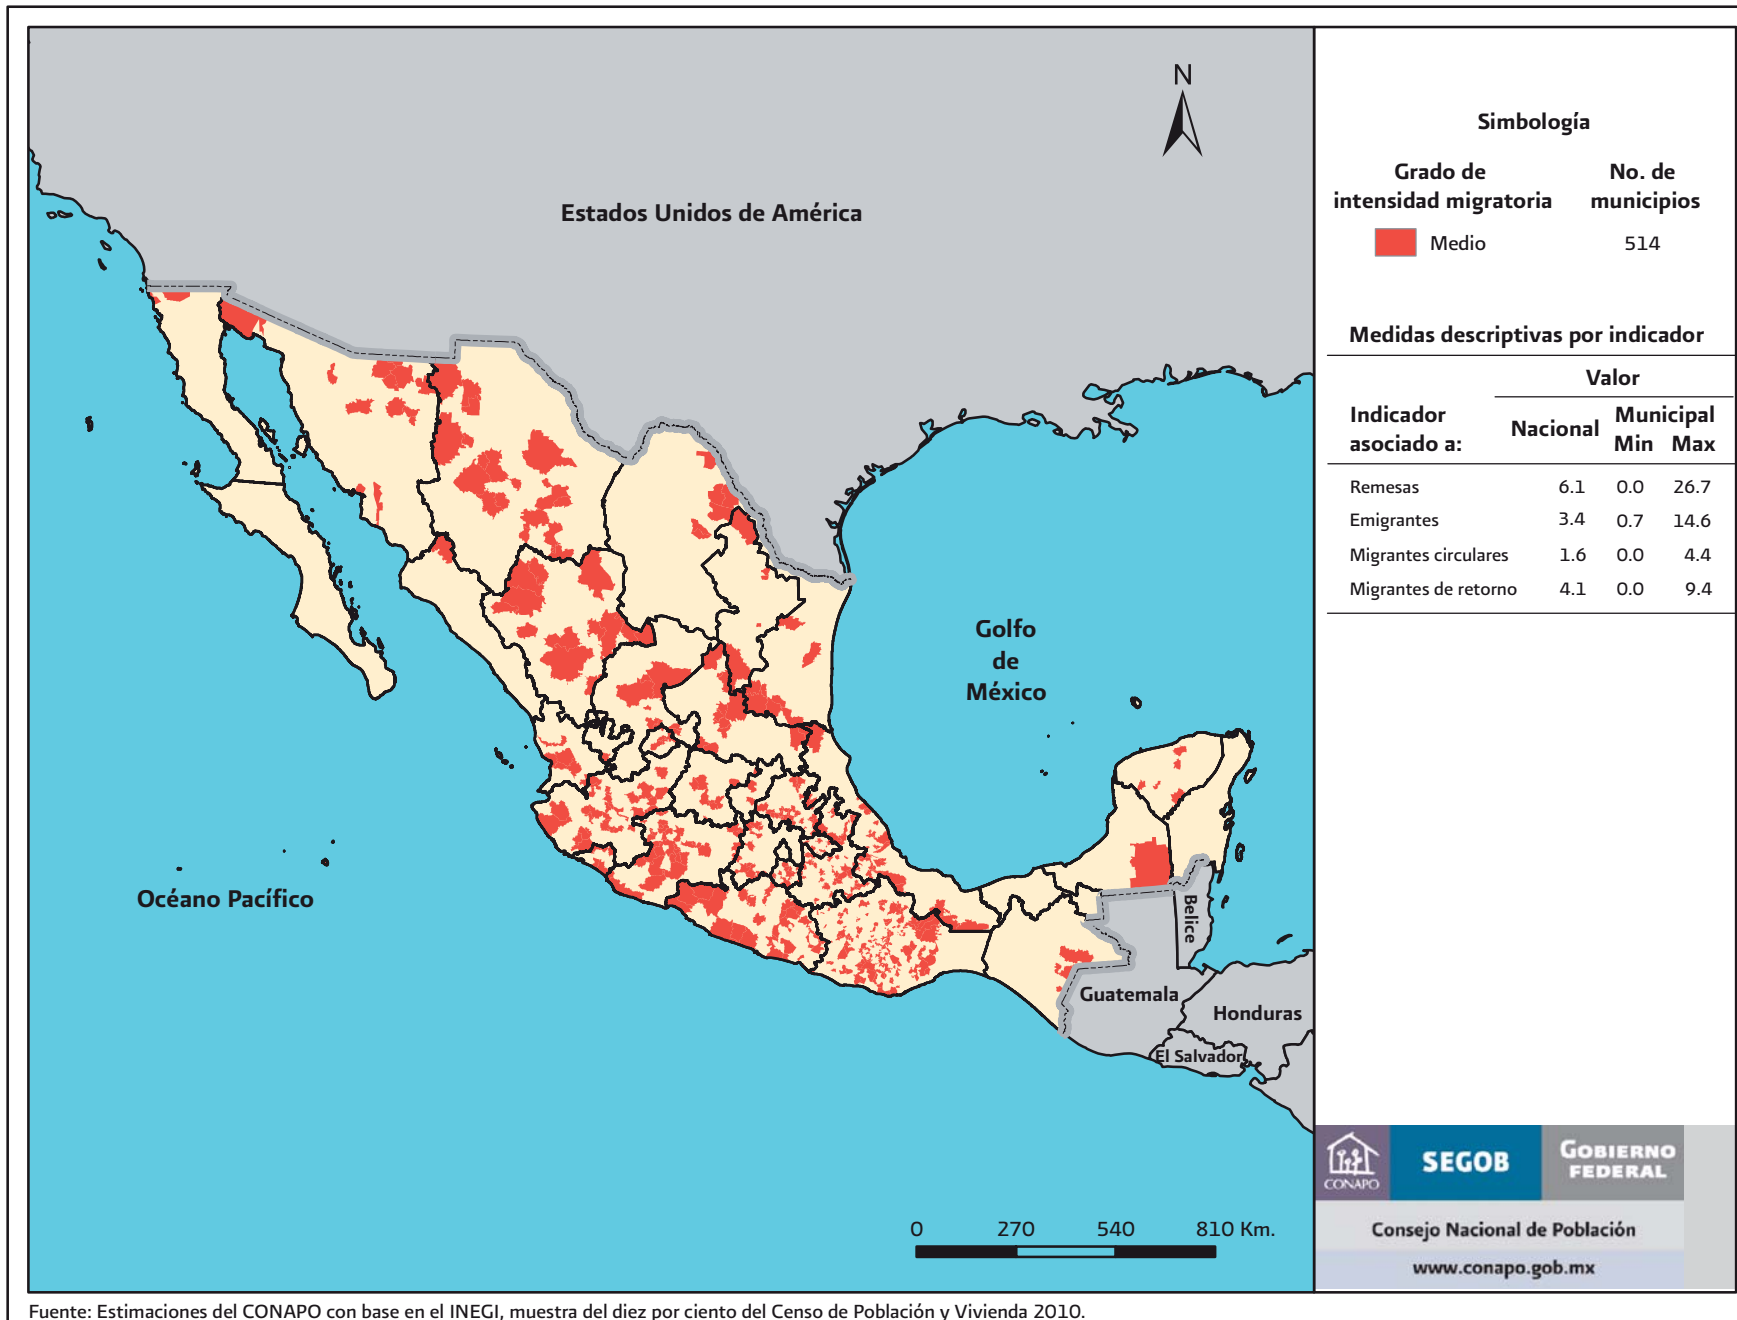 N
Estados Unidos de América
Golfo
de
México
Océano Pacífico
Belice
Guatemala
Honduras
El Salvador
0 270 540 810 Km.
Simbología
Grado de No. de
intensidad migratoria municipios
Medio 514
Medidas descriptivas por indicador
Valor
Indicador Nacional Municipal
asociado a: Min Max
Remesas 6.1 0.0 26.7
Emigrantes 3.4 0.7 14.6
Migrantes circulares 1.6 0.0 4.4
Migrantes de retorno 4.1 0.0 9.4
CONAPO
SEGOB
GOBIERNO
FEDERAL
Consejo Nacional de Población
www.conapo.gob.mx
Fuente: Estimaciones del CONAPO con base en el INEGI, muestra del diez por ciento del Censo de Población y Vivienda 2010.